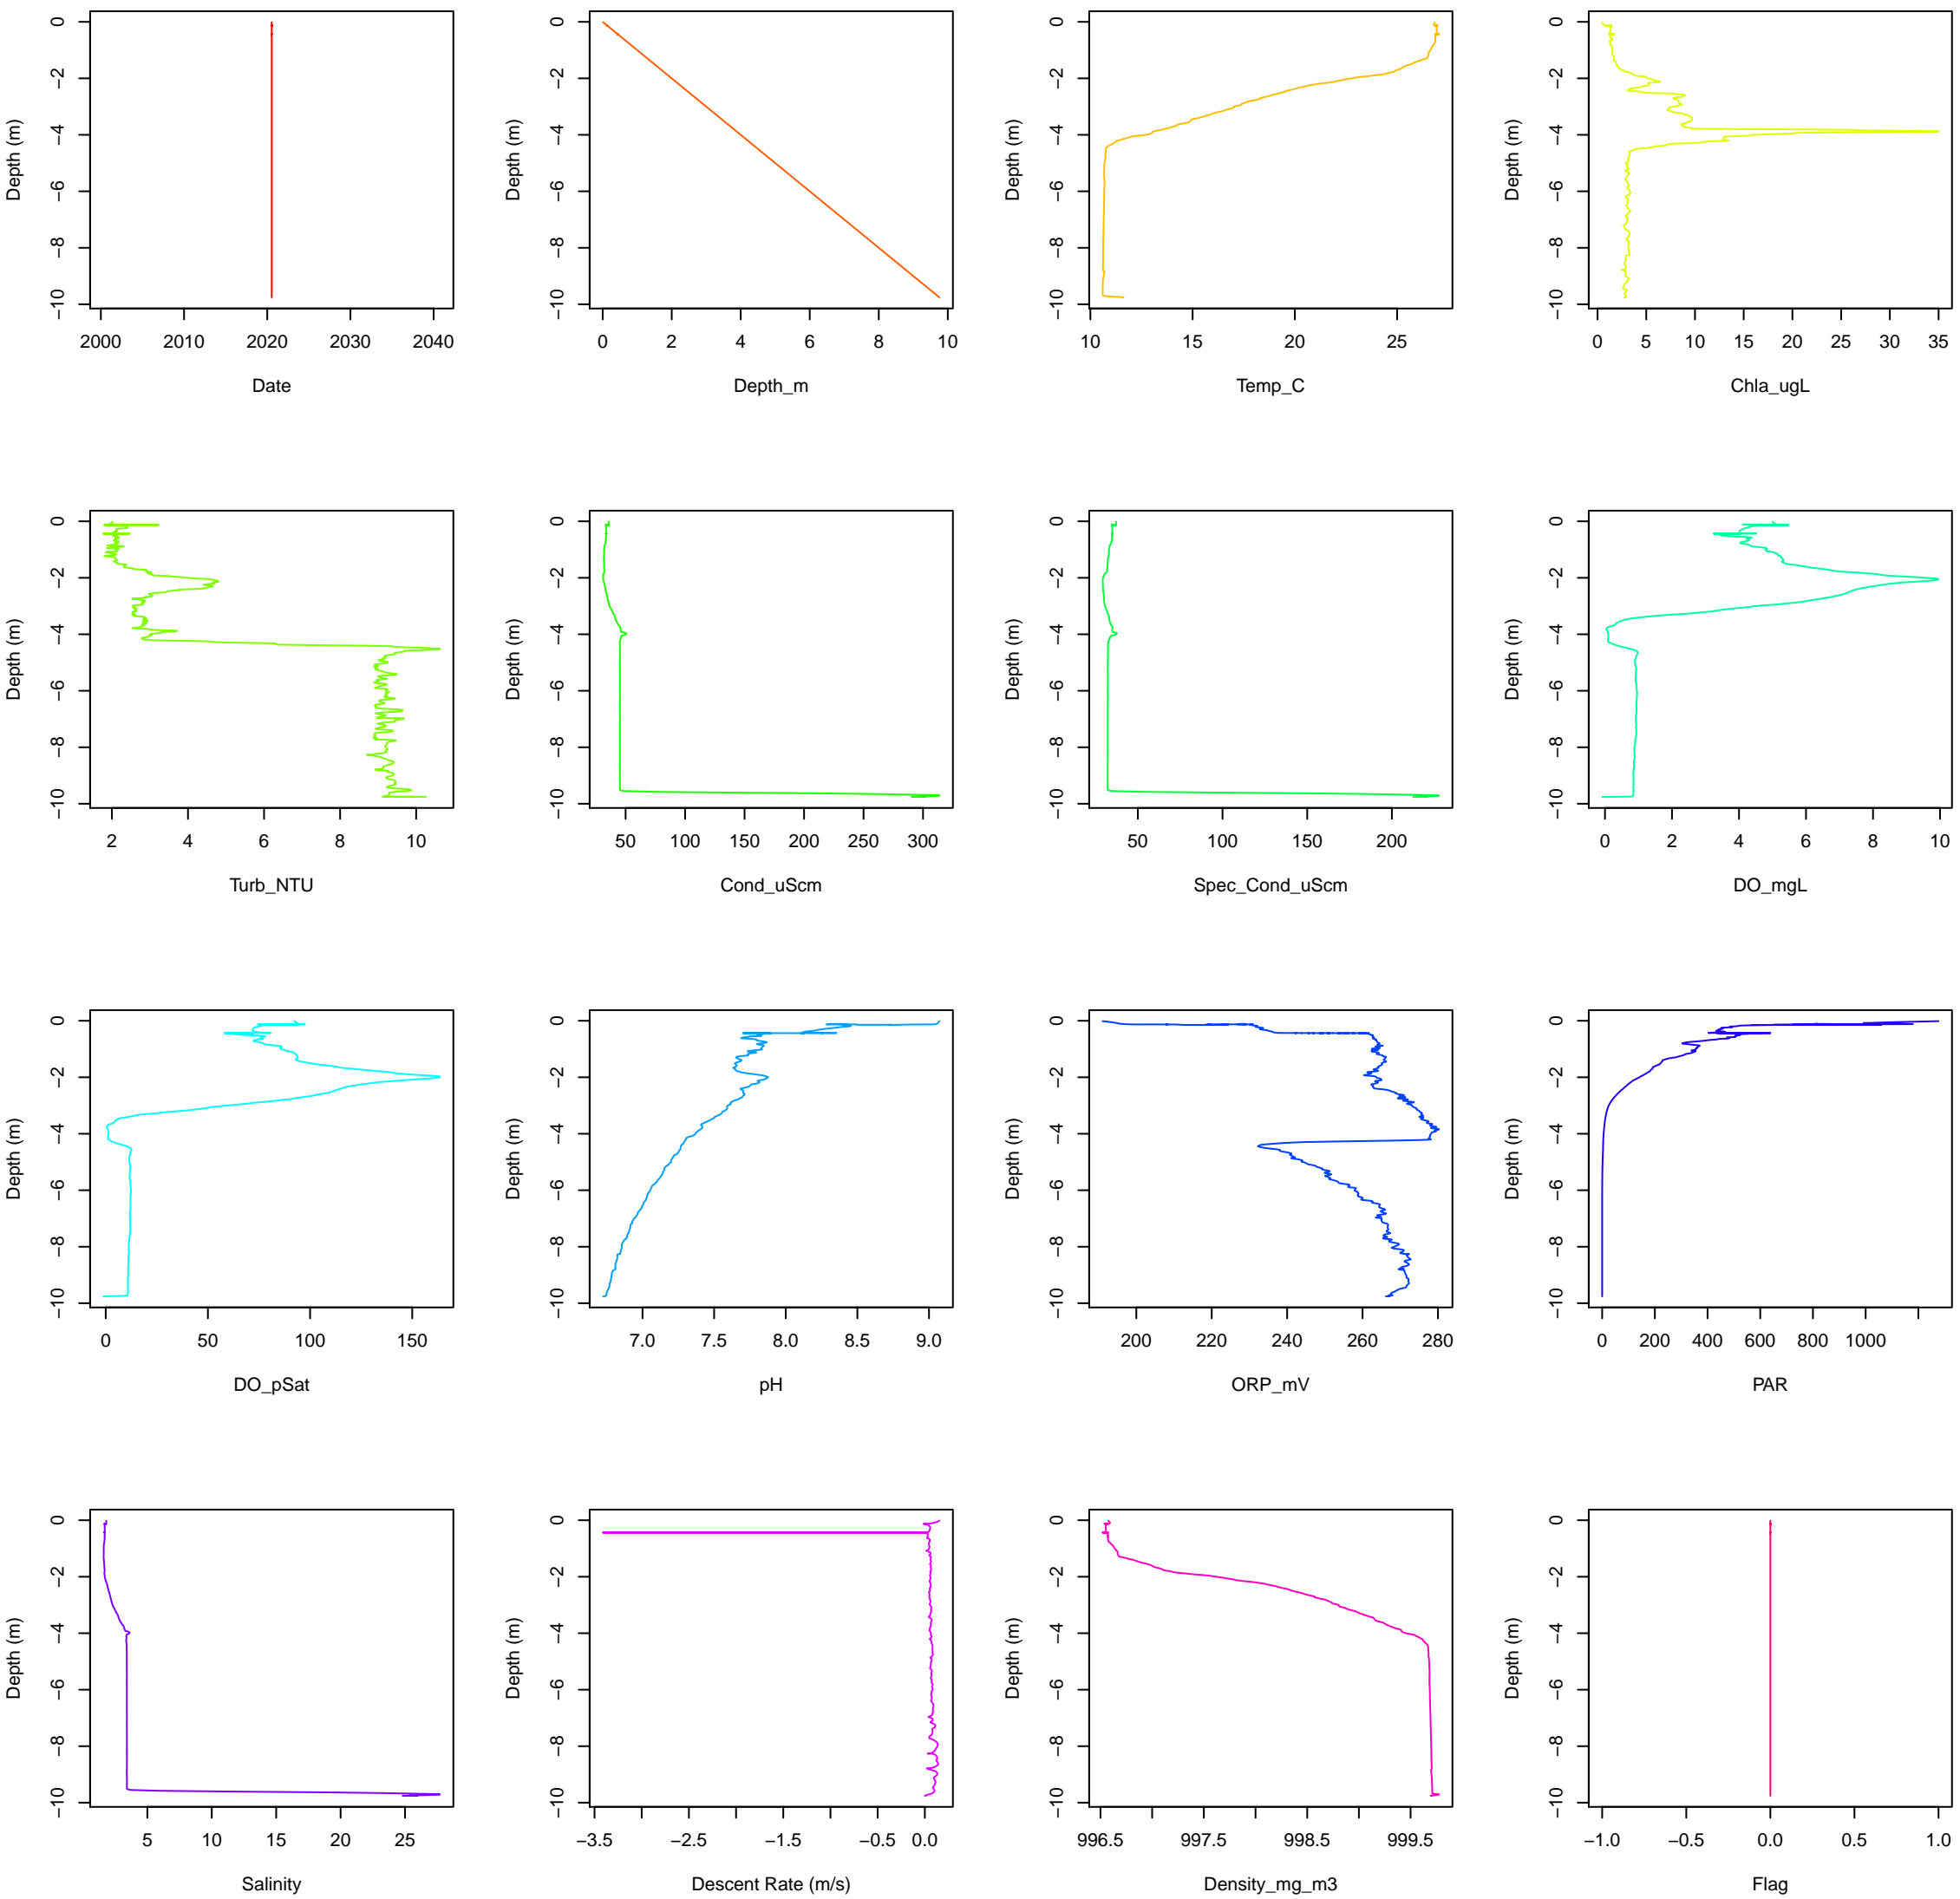 Depth (m)
0
−2
−4
−6
−8
−10
2000 2010 2020 2030 2040
Date
Depth (m)
0
−2
−4
−6
−8
−10
0 2 4 6 8 10
Depth_m
Depth (m)
0
−2
−4
−6
−8
−10
10 15 20 25
Temp_C
Depth (m)
0
−2
−4
−6
−8
−10
0 5 10 15 20 25 30 35
Chla_ugL
Depth (m)
0
−2
−4
−6
−8
−10
2 4 6 8 10
Turb_NTU
Depth (m)
0
−2
−4
−6
−8
−10
50 100 150 200 250 300
Cond_uScm
Depth (m)
0
−2
−4
−6
−8
−10
50 100 150 200
Spec_Cond_uScm
Depth (m)
0
−2
−4
−6
−8
−10
0 2 4 6 8 10
DO_mgL
Depth (m)
0
−2
−4
−6
−8
−10
0 50 100 150
DO_pSat
Depth (m)
0
−2
−4
−6
−8
−10
7.0 7.5 8.0 8.5 9.0
pH
Depth (m)
0
−2
−4
−6
−8
−10
200 220 240 260 280
ORP_mV
Depth (m)
0
−2
−4
−6
−8
−10
0 200 400 600 800 1000
PAR
Depth (m)
0
−2
−4
−6
−8
−10
5 10 15 20 25
Salinity
Depth (m)
0
−2
−4
−6
−8
−10
−3.5 −2.5 −1.5 −0.5 0.0
Descent Rate (m/s)
Depth (m)
0
−2
−4
−6
−8
−10
996.5 997.5 998.5 999.5
Density_mg_m3
Depth (m)
0
−2
−4
−6
−8
−10
−1.0 −0.5 0.0 0.5 1.0
Flag